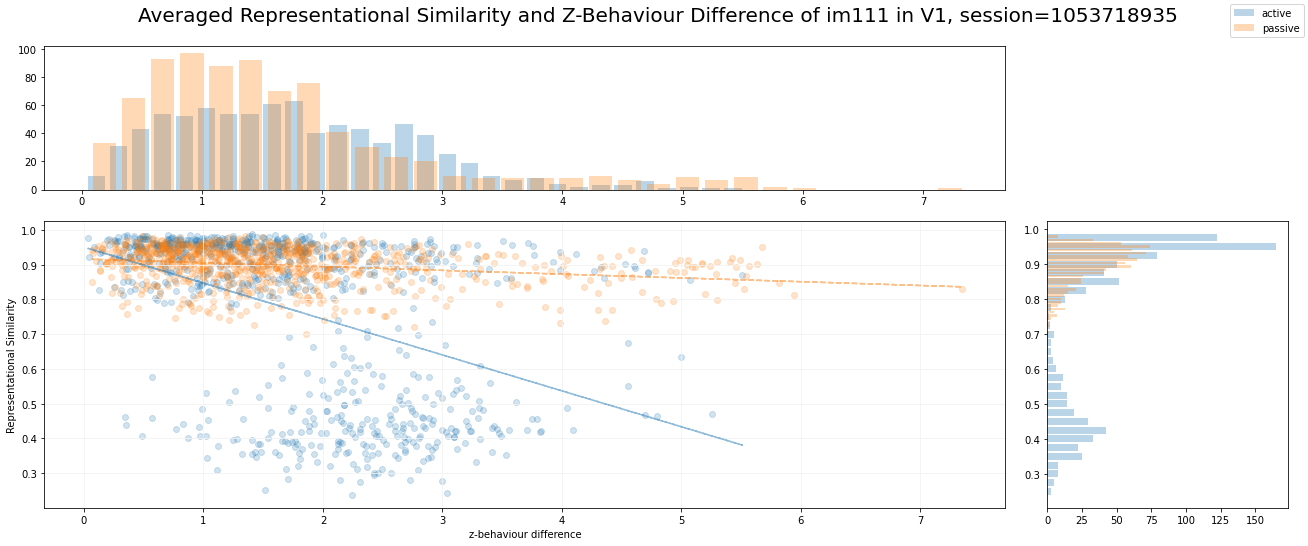 Averaged Representational Similarity and Z-Behaviour Difference of im111 in V1, session=1053718935
active
passive
100
80
60
40
20
0
0 1 2 3 4 5 6 7
1.0
0.9
0.8
0.7
0.6
0.5
0.4
0.3
Representational Similarity
0 1 2 3 4 5 6 7
z-behaviour difference
1.0
0.9
0.8
0.7
0.6
0.5
0.4
0.3
0 25 50 75 100 125 150